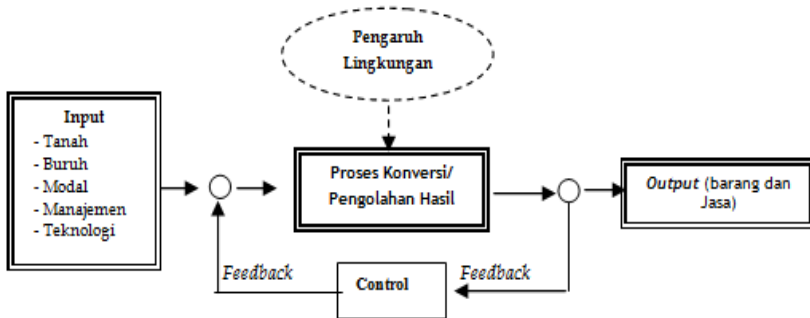 Pengaruh
Lingkungan
Input
- Tanah
- Buruh
- Modal
- Manajemen
- Teknologi
Proses Konversi/
Pengolahan Hasil
Output (barang dan
Jasa)
Feedback
Control
Feedback